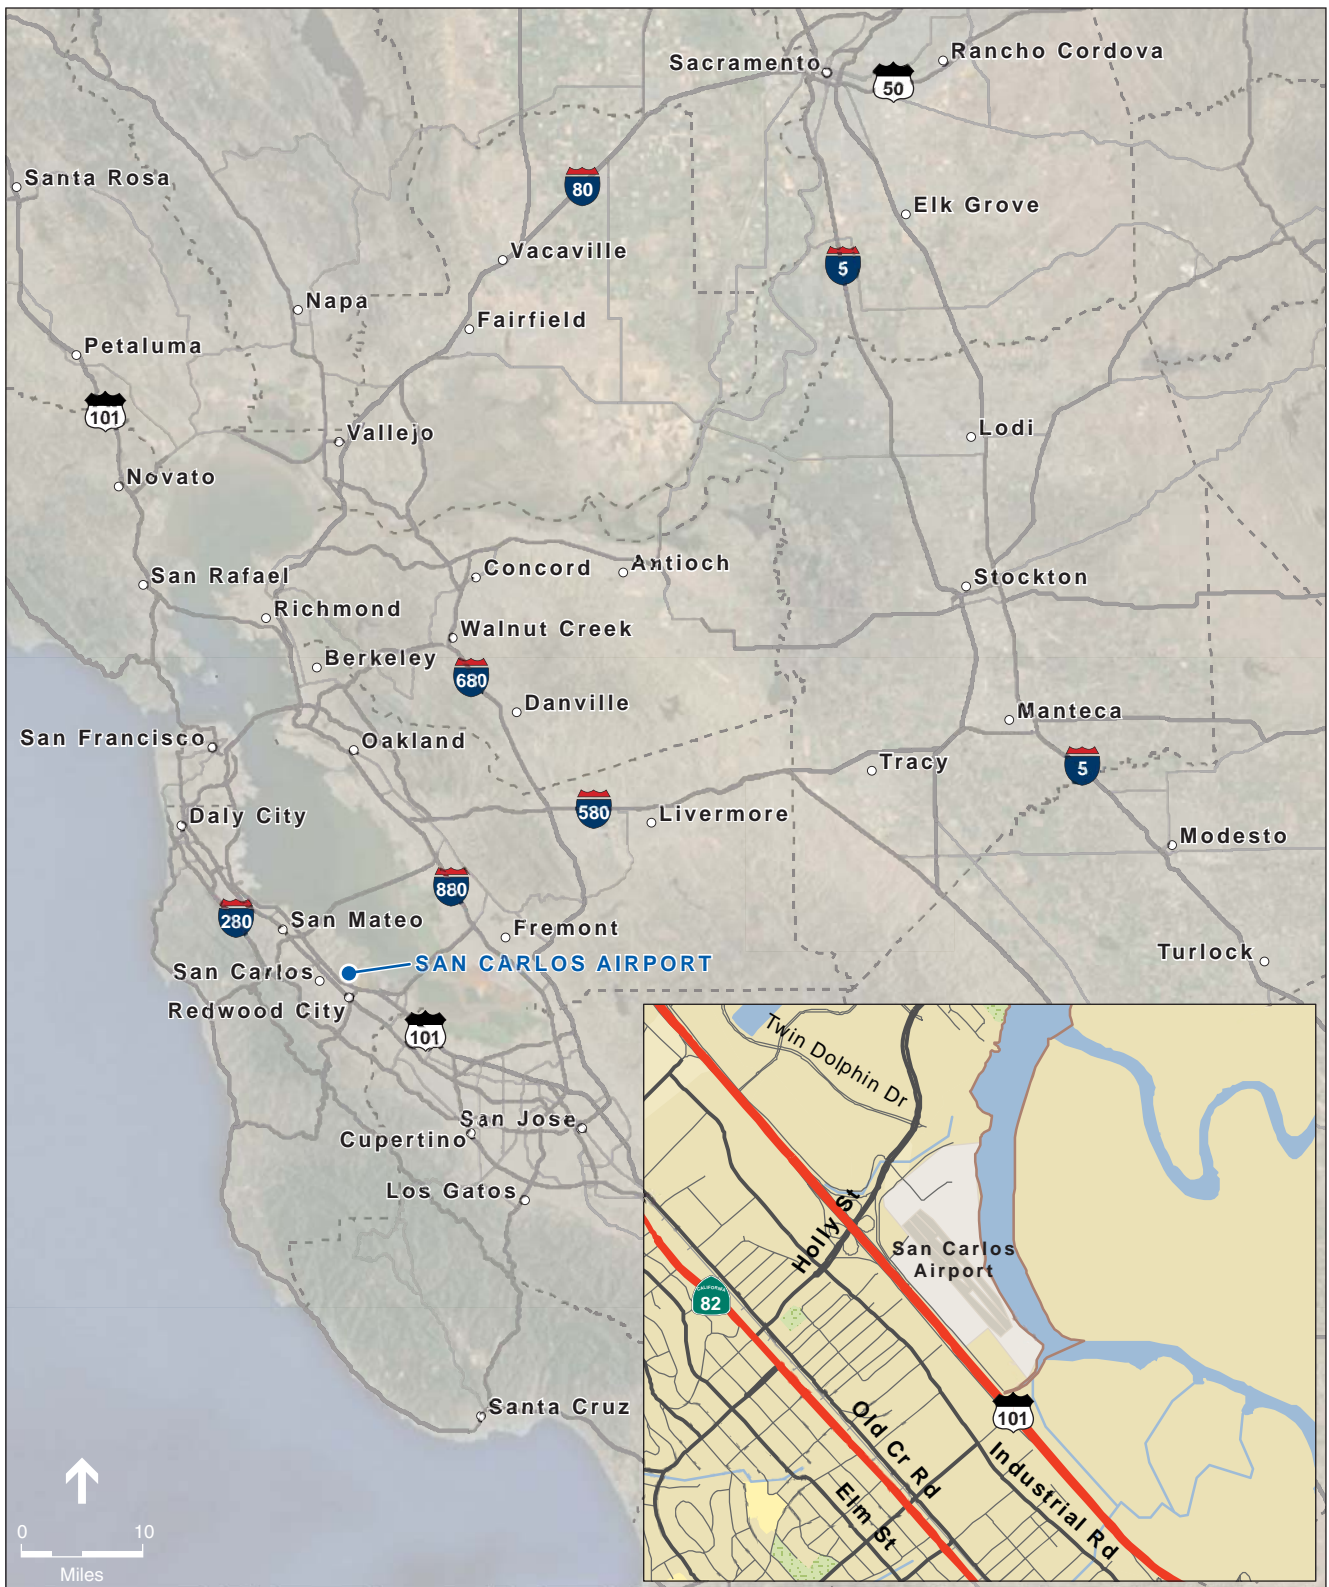 Sacramento
Rancho Cordova
50
Santa Rosa
80
Elk Grove
Vacaville
5
Napa
Fairfield
Petaluma
101
Vallejo
Lodi
Novato
San Rafael
Concord
Antioch
Stockton
Richmond
Walnut Creek
Berkeley
680
Danville
Manteca
San Francisco
Oakland
Tracy
5
580
Livermore
Daly City
Modesto
880
280
San Mateo
Fremont
Turlock
San Carlos
SAN CARLOS AIRPORT
Redwood City
101
San Jose
Cupertino
Los Gatos
Santa Cruz
0 10
Miles
Twin Dolphin Dr
Holly St
San Carlos
Airport
CALIFORNIA
82
101
Old Cr Rd
Industrial Rd
Elm St